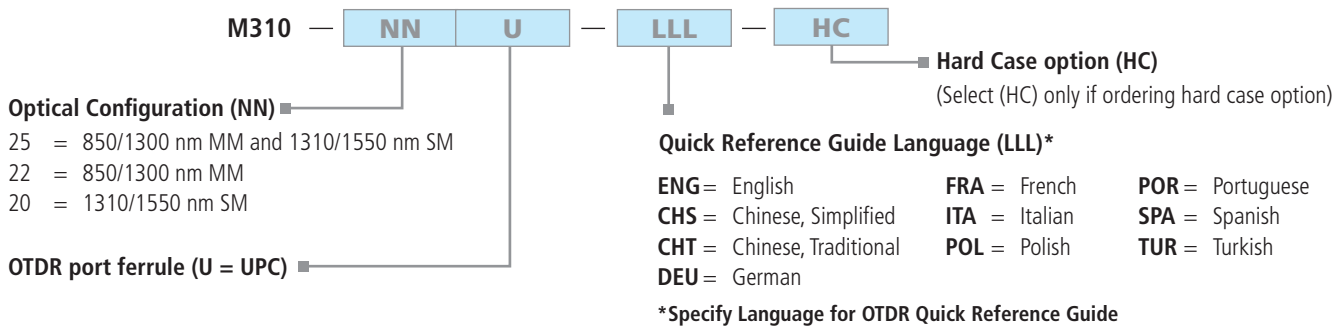 M310 — NN U — LLL — HC
Hard Case option (HC)
(Select (HC) only if ordering hard case option)
Optical Configuration (NN)
25 = 850/1300 nm MM and 1310/1550 nm SM
22 = 850/1300 nm MM
20 = 1310/1550 nm SM
OTDR port ferrule (U = UPC)
Quick Reference Guide Language (LLL)*
ENG = English FRA = French POR = Portuguese
CHS = Chinese, Simplified ITA = Italian SPA = Spanish
CHT = Chinese, Traditional POL = Polish TUR = Turkish
DEU = German
*Specify Language for OTDR Quick Reference Guide